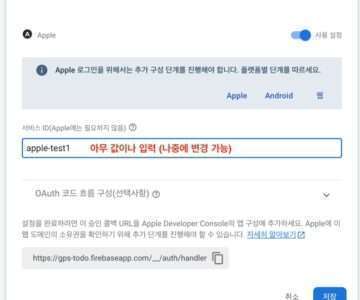 Apple
사용 설정
Apple 로그인을 위해서는 추가 구성 단계를 진행해야 합니다. 플랫폼별 단계를 따르세요.
Apple Android 웹
서비스 ID(Apple에는 필요하지 않음)
apple-test1 아무 값이나 입력 (나중에 변경 가능)
OAuth 코드 흐름 구성(선택사항)
설정을 완료하려면 이 승인 콜백 URL을 Apple Developer Console의 앱 구성에 추가하세요. Apple에 이
웹 도메인의 소유권을 확인하기 위해 추가 단계를 진행해야 할 수 있습니다. 자세히 알아보기
https://gps-todo.firebaseapp.com/__/auth/handler
취소 저장